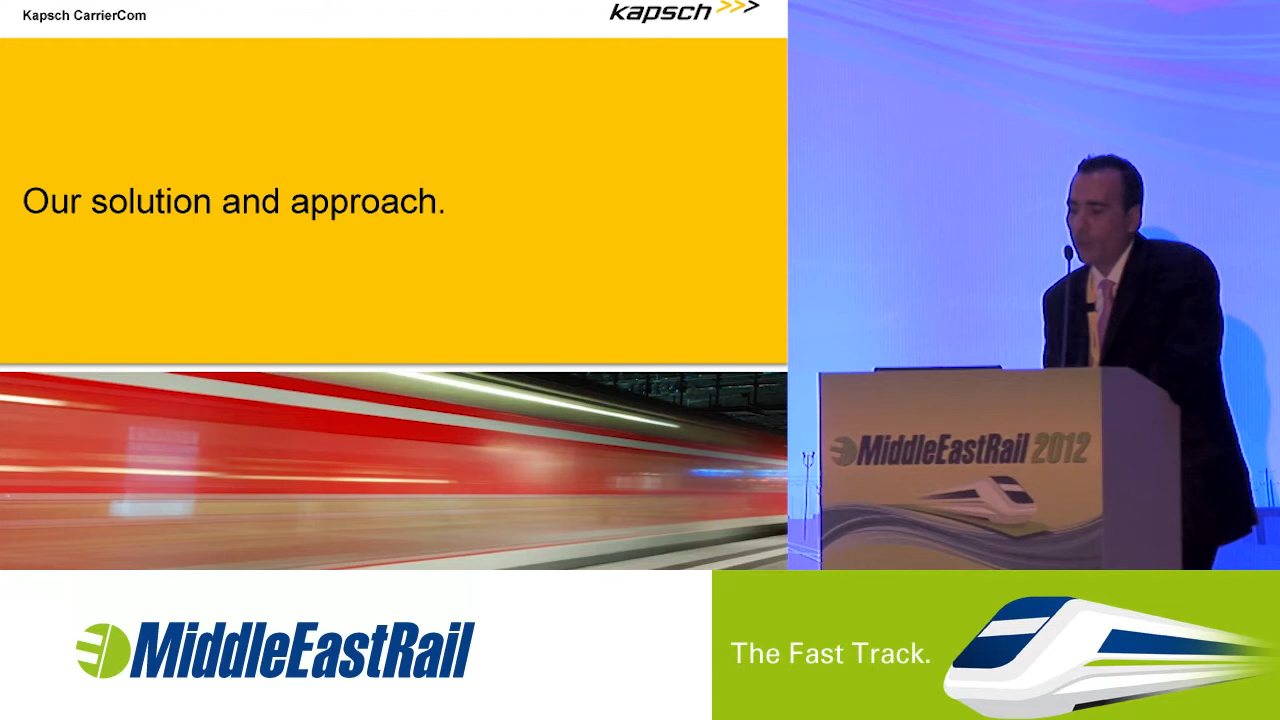 Kapsch CarrierCom
kapsch
Our solution and approach.
MiddleEastRail 2012
MiddleEastRail
The Fast Track.